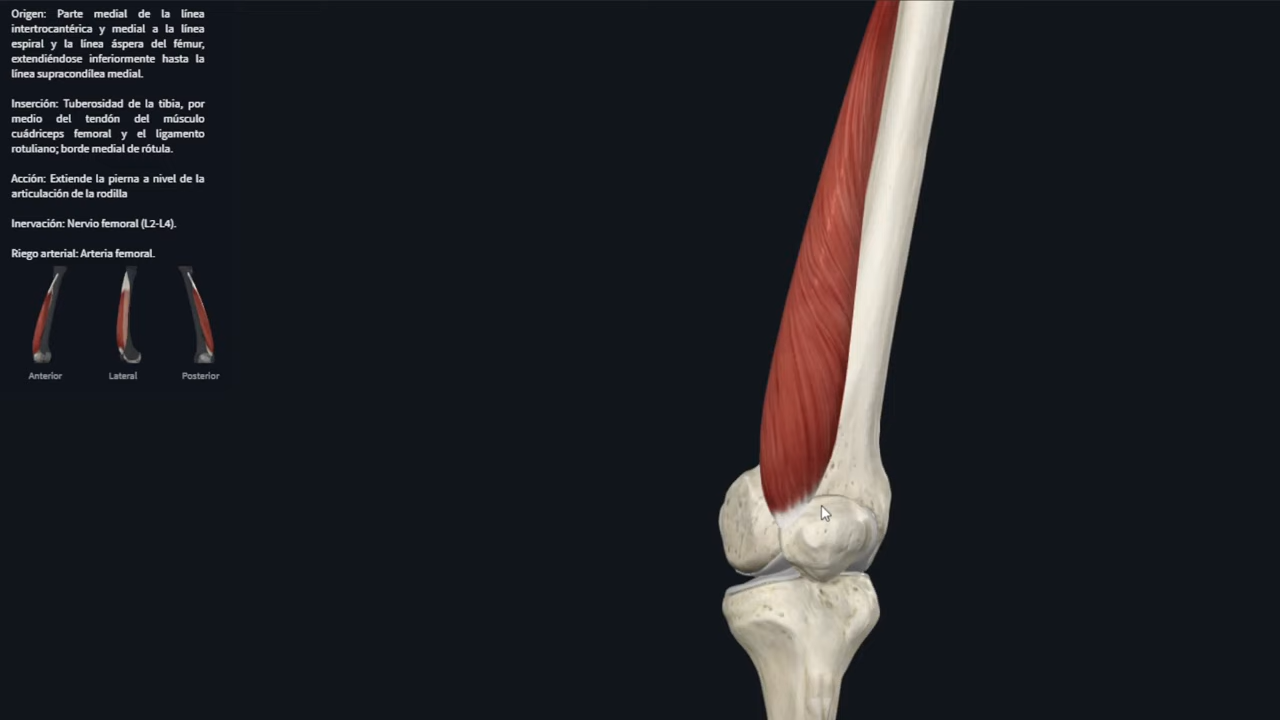 Origen: Parte medial de la línea
intertrocantérica y medial a la línea
espiral y la línea áspera del fémur,
extendiéndose inferiormente hasta la
línea supracondílea medial.
Inserción: Tuberosidad de la tibia, por
medio del tendón del músculo
cuádriceps femoral y el ligamento
rotuliano; borde medial de rótula.
Acción: Extiende la pierna a nivel de la
articulación de la rodilla
Inervación: Nervio femoral (L2-L4).
Riego arterial: Arteria femoral.
Anterior Lateral Posterior